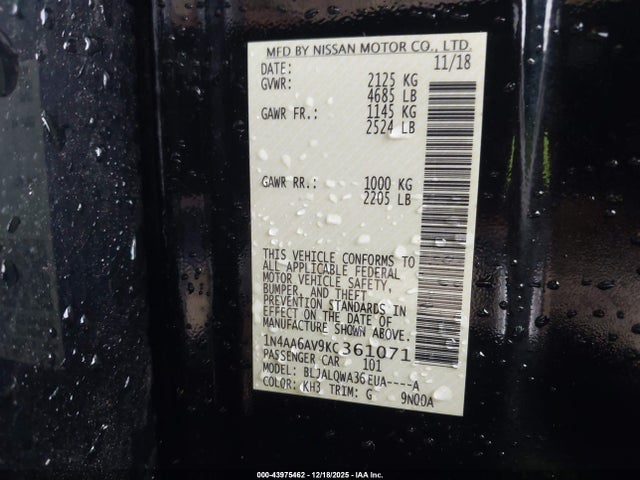 MFD BY NISSAN MOTOR CO., LTD.
DATE: 11/18
GVWR: 2125 KG
4685 LB
GAWR FR.: 1145 KG
2524 LB
GAWR RR.: 1000 KG
2205 LB
THIS VEHICLE CONFORMS TO
ALL APPLICABLE FEDERAL
MOTOR VEHICLE SAFETY,
BUMPER, AND THEFT
PREVENTION STANDARDS IN
EFFECT ON THE DATE OF
MANUFACTURE SHOWN ABOVE.
1N4AA6AV9KC361071
PASSENGER CAR 101
MODEL: BLJALQWA36EUA----A
COLOR: KH3 TRIM: G 9N00A
000-43975462 - 12/18/2025 - IAA Inc.